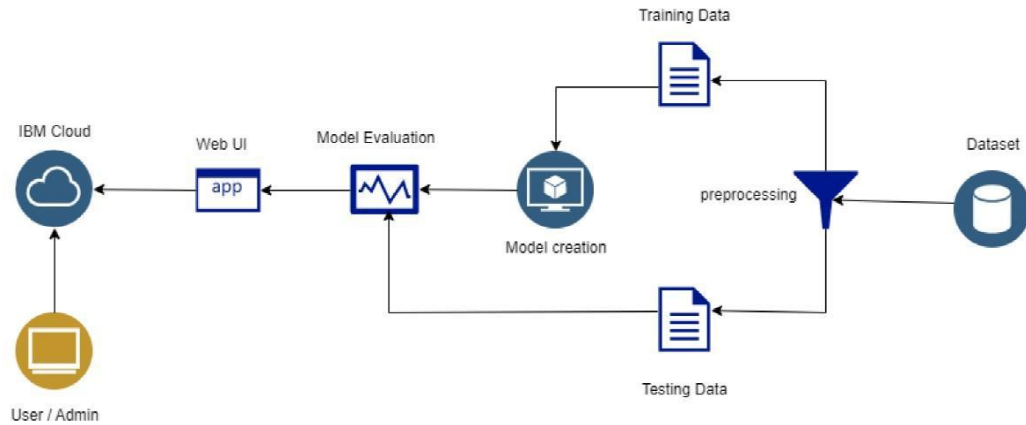 Training Data
IBM Cloud
Web UI
Model Evaluation
Dataset
app
preprocessing
Model creation
Testing Data
User / Admin